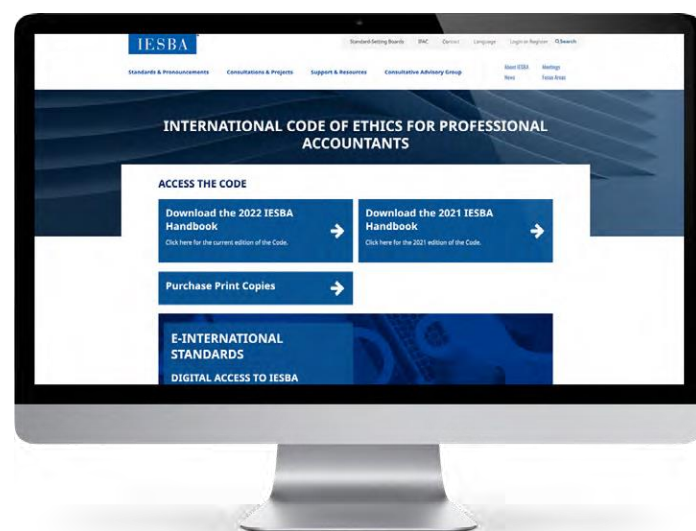 IESBA
Standard-Setting Boards IFAC Contact Language Login or Register Search
Standards & Pronouncements Consultations & Projects Support & Resources Consultative Advisory Group
About IESBA Meetings
News Focus Areas
INTERNATIONAL CODE OF ETHICS FOR PROFESSIONAL
ACCOUNTANTS
ACCESS THE CODE
Download the 2022 IESBA
Handbook
Click here for the current edition of the Code.
Download the 2021 IESBA
Handbook
Click here for the 2021 edition of the Code.
Purchase Print Copies
E-INTERNATIONAL
STANDARDS
DIGITAL ACCESS TO IESBA